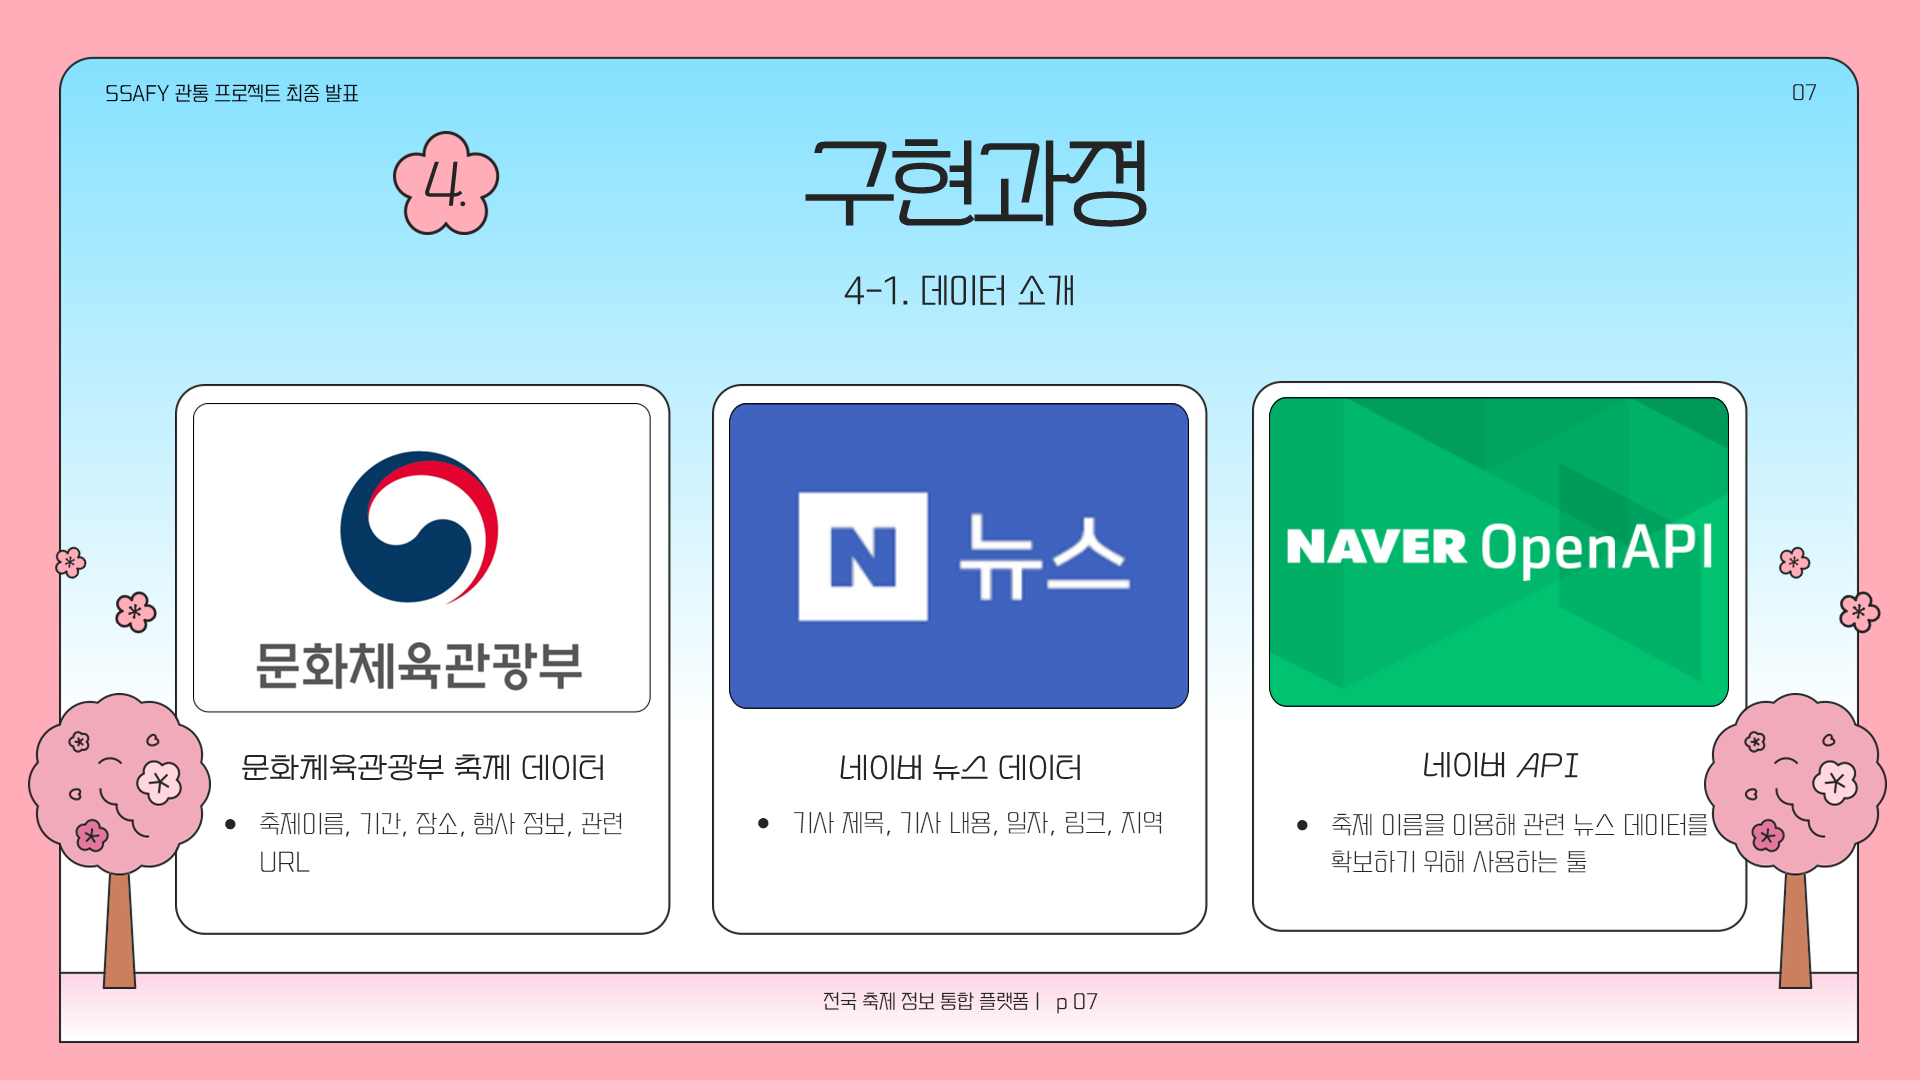 SSAFY 관통 프로젝트 최종 발표
07
4.
구현과정
4-1. 데이터 소개
문화체육관광부
N 뉴스
NAVER OpenAPI
문화체육관광부 축제 데이터
축제이름, 기간, 장소, 행사 정보, 관련
URL
네이버 뉴스 데이터
기사 제목, 기사 내용, 일자, 링크, 지역
네이버 API
축제 이름을 이용해 관련 뉴스 데이터를
확보하기 위해 사용하는 툴
전국 축제 정보 통합 플랫폼ㅣ p 07